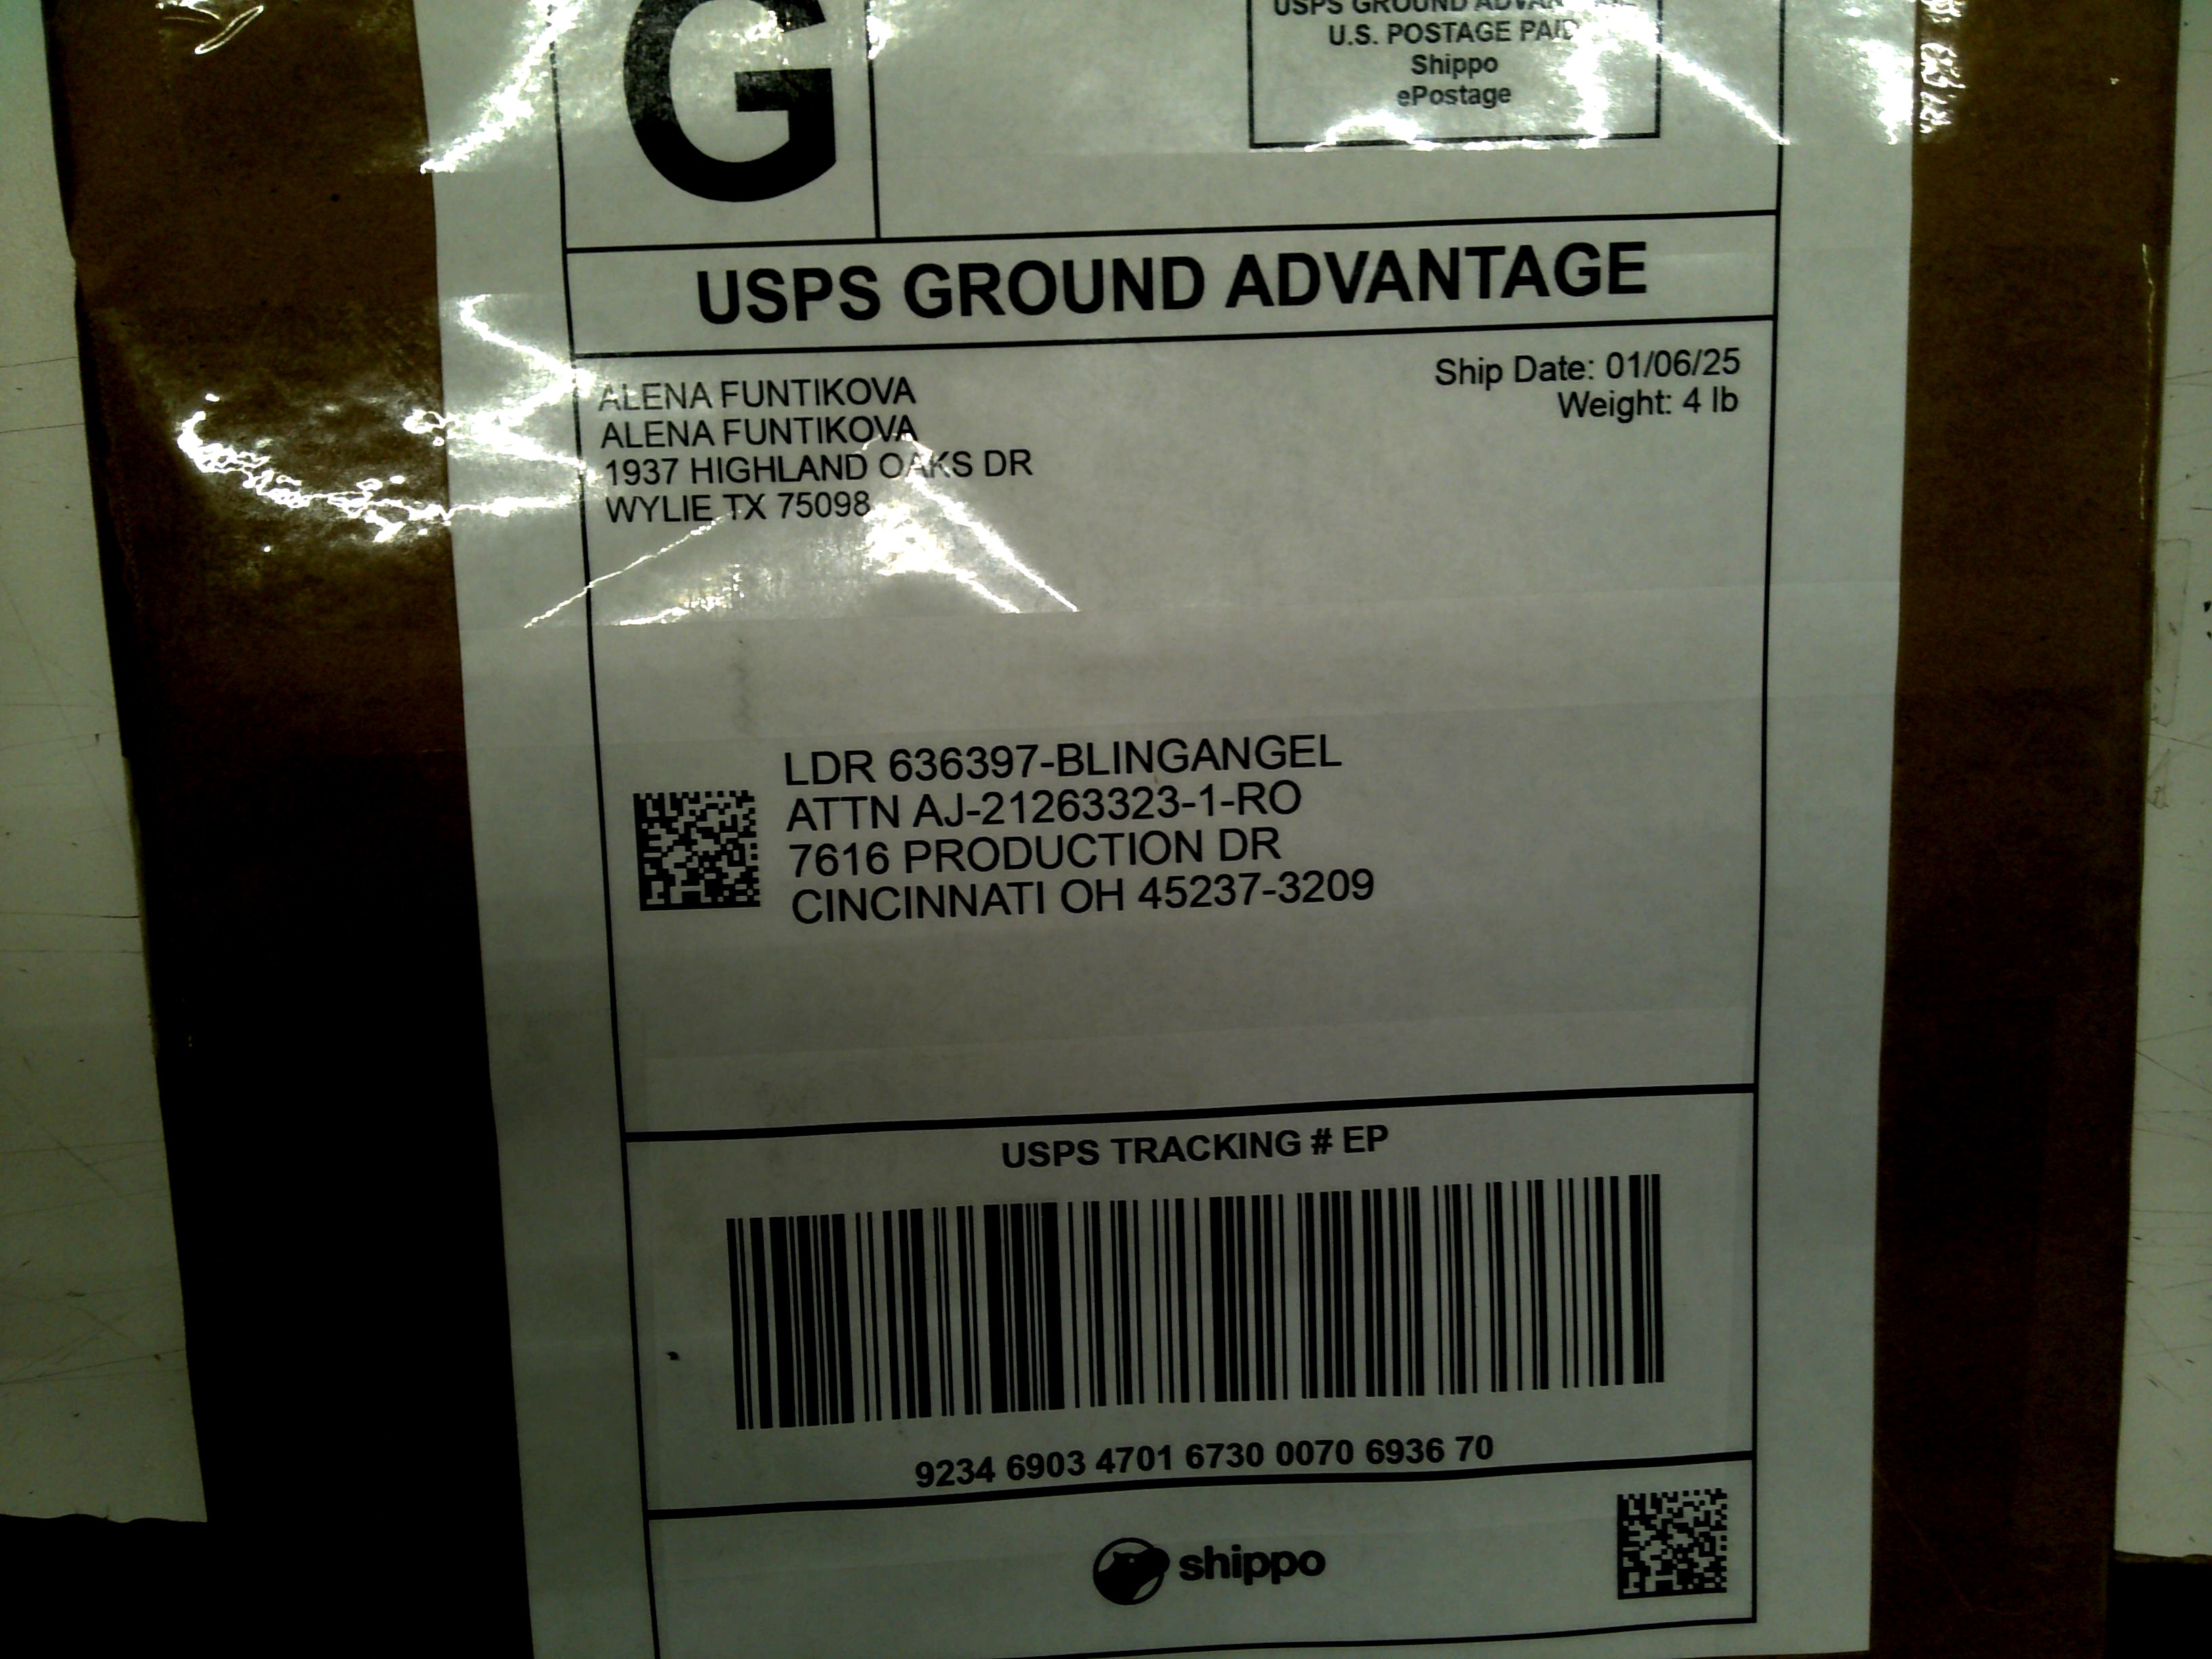 G
USPS GROUND
U.S. POSTAGE PAID
Shippo
ePostage
USPS GROUND ADVANTAGE
ALENA FUNTIKOVA
ALENA FUNTIKOVA
1937 HIGHLAND OAKS DR
WYLIE TX 75098
Ship Date: 01/06/25
Weight: 4 lb
LDR 636397-BLINGANGEL
ATTN AJ-21263323-1-RO
7616 PRODUCTION DR
CINCINNATI OH 45237-3209
USPS TRACKING # EP
9234 6903 4701 6730 0070 6936 70
shippo